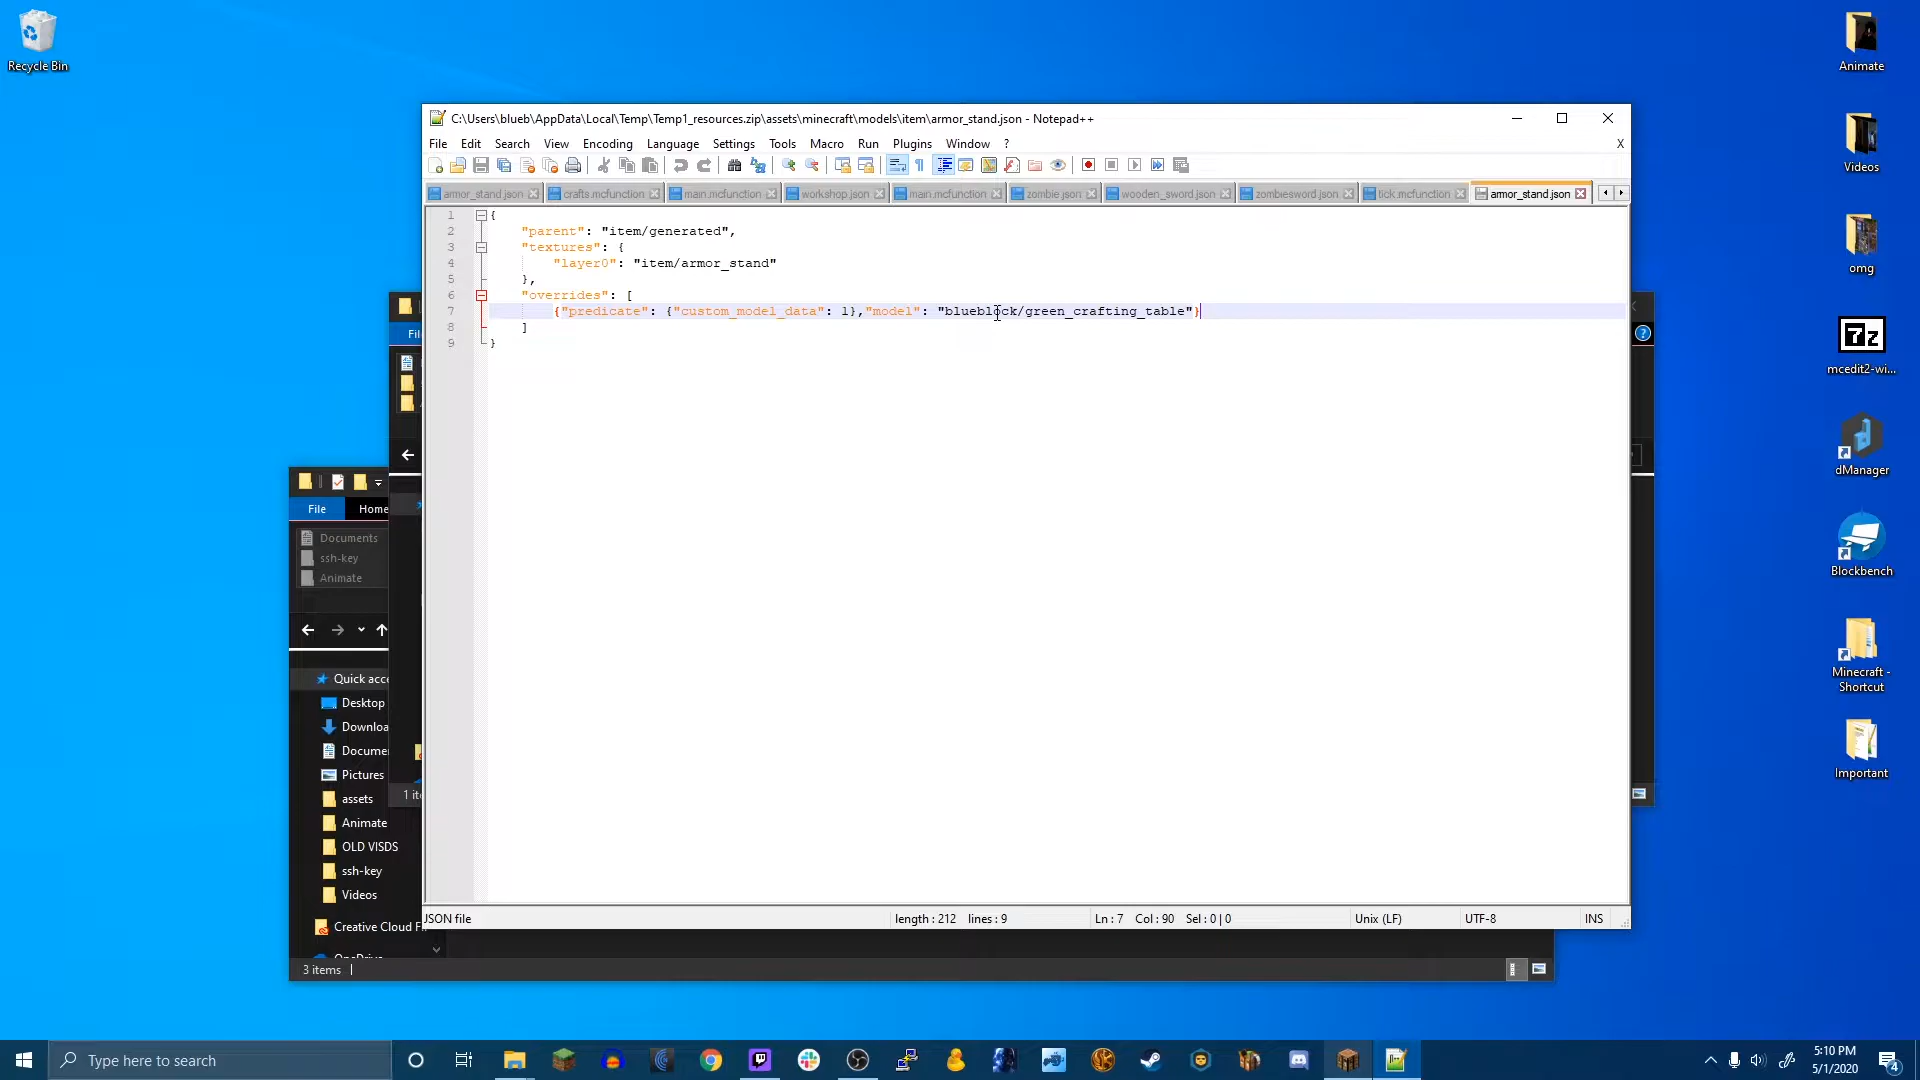 Recycle Bin
Animate
Videos
omg
mcedit2-wi...
dManager
Blockbench
Minecraft -
Shortcut
Important
C:\Users\blueb\AppData\Local\Temp\Temp1_resources.zip\assets\minecraft\models\item\armor_stand.json - Notepad++
File Edit Search View Encoding Language Settings Tools Macro Run Plugins Window ? X
armor_stand.json crafts.mcfunction main.mcfunction workshop.json main.mcfunction zombie.json wooden_sword.json zombiesword.json tick.mcfunction armor_stand.json
1 {
2 "parent": "item/generated",
3 "textures": {
4 "layer0": "item/armor_stand"
5 },
6 "overrides": [
7 {"predicate": {"custom_model_data": 1},"model": "blueblock/green_crafting_table"}
8 ]
9 }
JSON file length : 212 lines : 9 Ln : 7 Col : 90 Sel : 0 | 0 Unix (LF) UTF-8 INS
File Home
Documents
ssh-key
Animate
Quick acce
Desktop
Downloa
Docume
Pictures
assets
Animate
OLD VISDS
ssh-key
Videos
Creative Cloud F
OneDrive
3 items
Fil
1 it
Type here to search
5:10 PM
5/1/2020
4